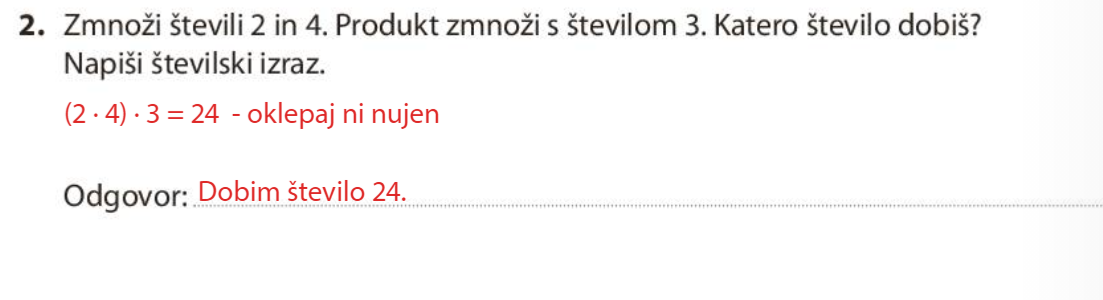 2. Zmnoži števili 2 in 4. Produkt zmnoži s številom 3. Katero število dobiš?
Napiši številski izraz.
(2 · 4) · 3 = 24 - oklepaj ni nujen
Odgovor: Dobim število 24.